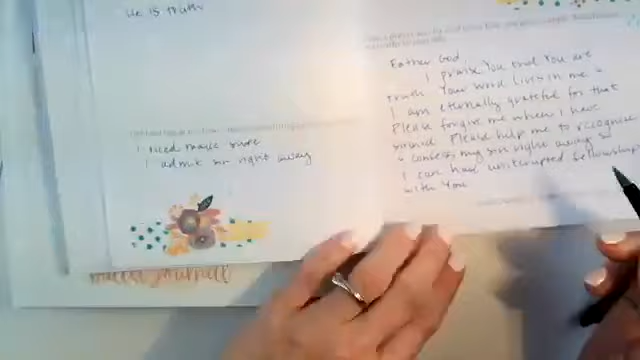 He is truth
I need make sure
I admit sin right away
Father God
I praise You that You are
truth. Your word lives in me &
I am eternally grateful for that
Please forgive me when I have
sinned. Please help me to recognize
& confess my sin right away so
I can have uninterrupted fellowship
with You